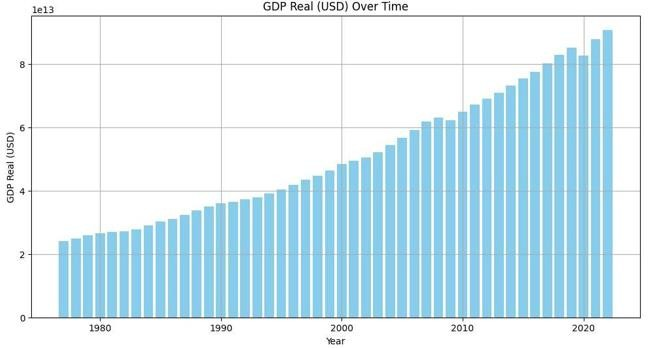 GDP Real (USD) Over Time
1e13
8
6
4
2
0
GDP Real (USD)
1980 1990 2000 2010 2020
Year